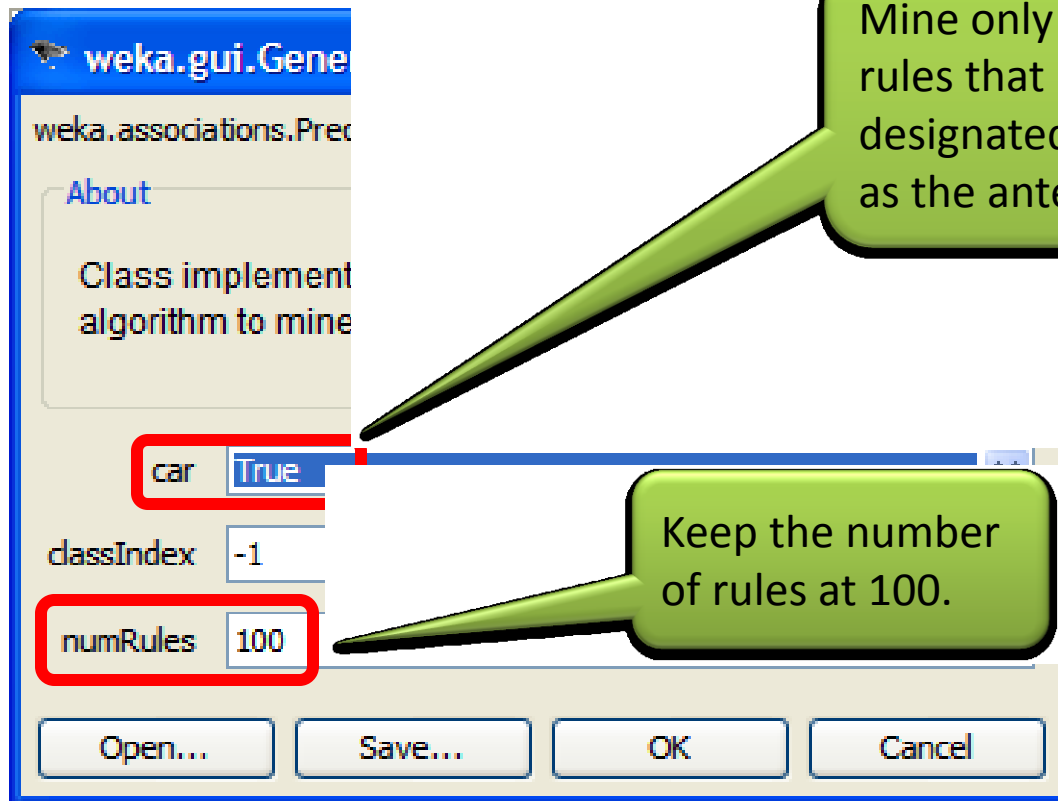 weka.gui.Gene
Mine only
rules that
designated
as the ante
weka.associations.Pred
About
Class implement
algorithm to mine
car True
classIndex -1
Keep the number
of rules at 100.
numRules 100
Open... Save... OK Cancel